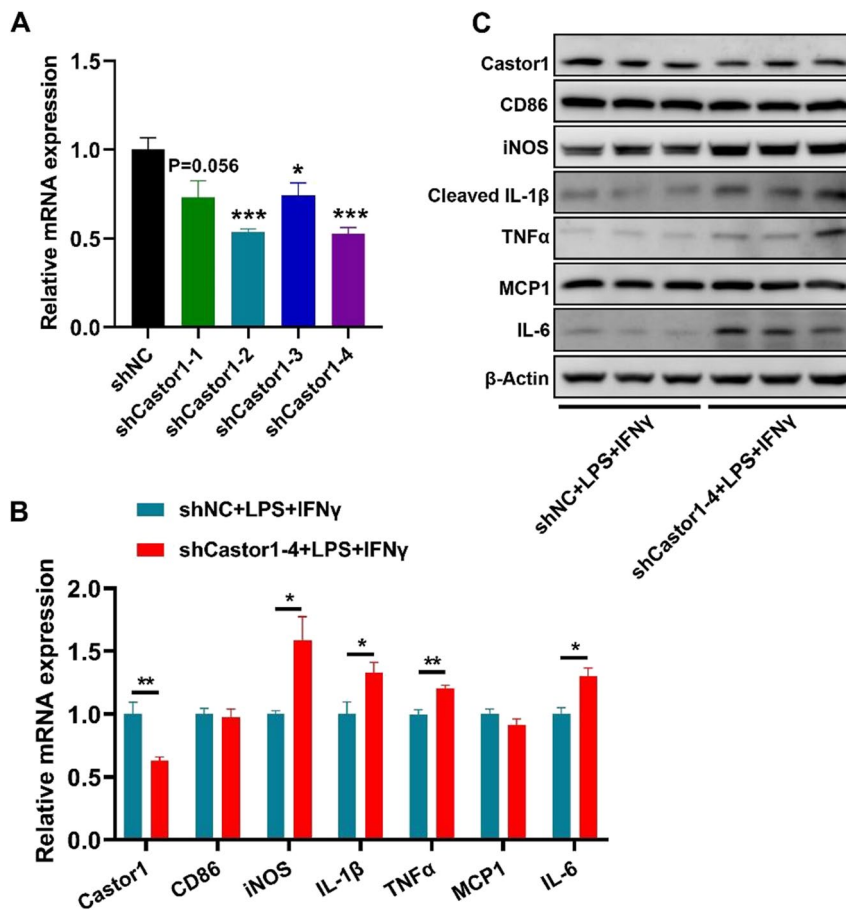 A
Relative mRNA expression
1.5
1.0
0.5
0.0
P=0.056
***
*
***
shNC
shCastor1-1
shCastor1-2
shCastor1-3
shCastor1-4
C
Castor1
CD86
iNOS
Cleaved IL-1β
TNFα
MCP1
IL-6
β-Actin
shNC+LPS+IFNγ
shCastor1-4+LPS+IFNγ
B
shNC+LPS+IFNγ
shCastor1-4+LPS+IFNγ
Relative mRNA expression
2.0
1.5
1.0
0.5
0.0
**
*
*
**
*
Castor1
CD86
iNOS
IL-1β
TNFα
MCP1
IL-6